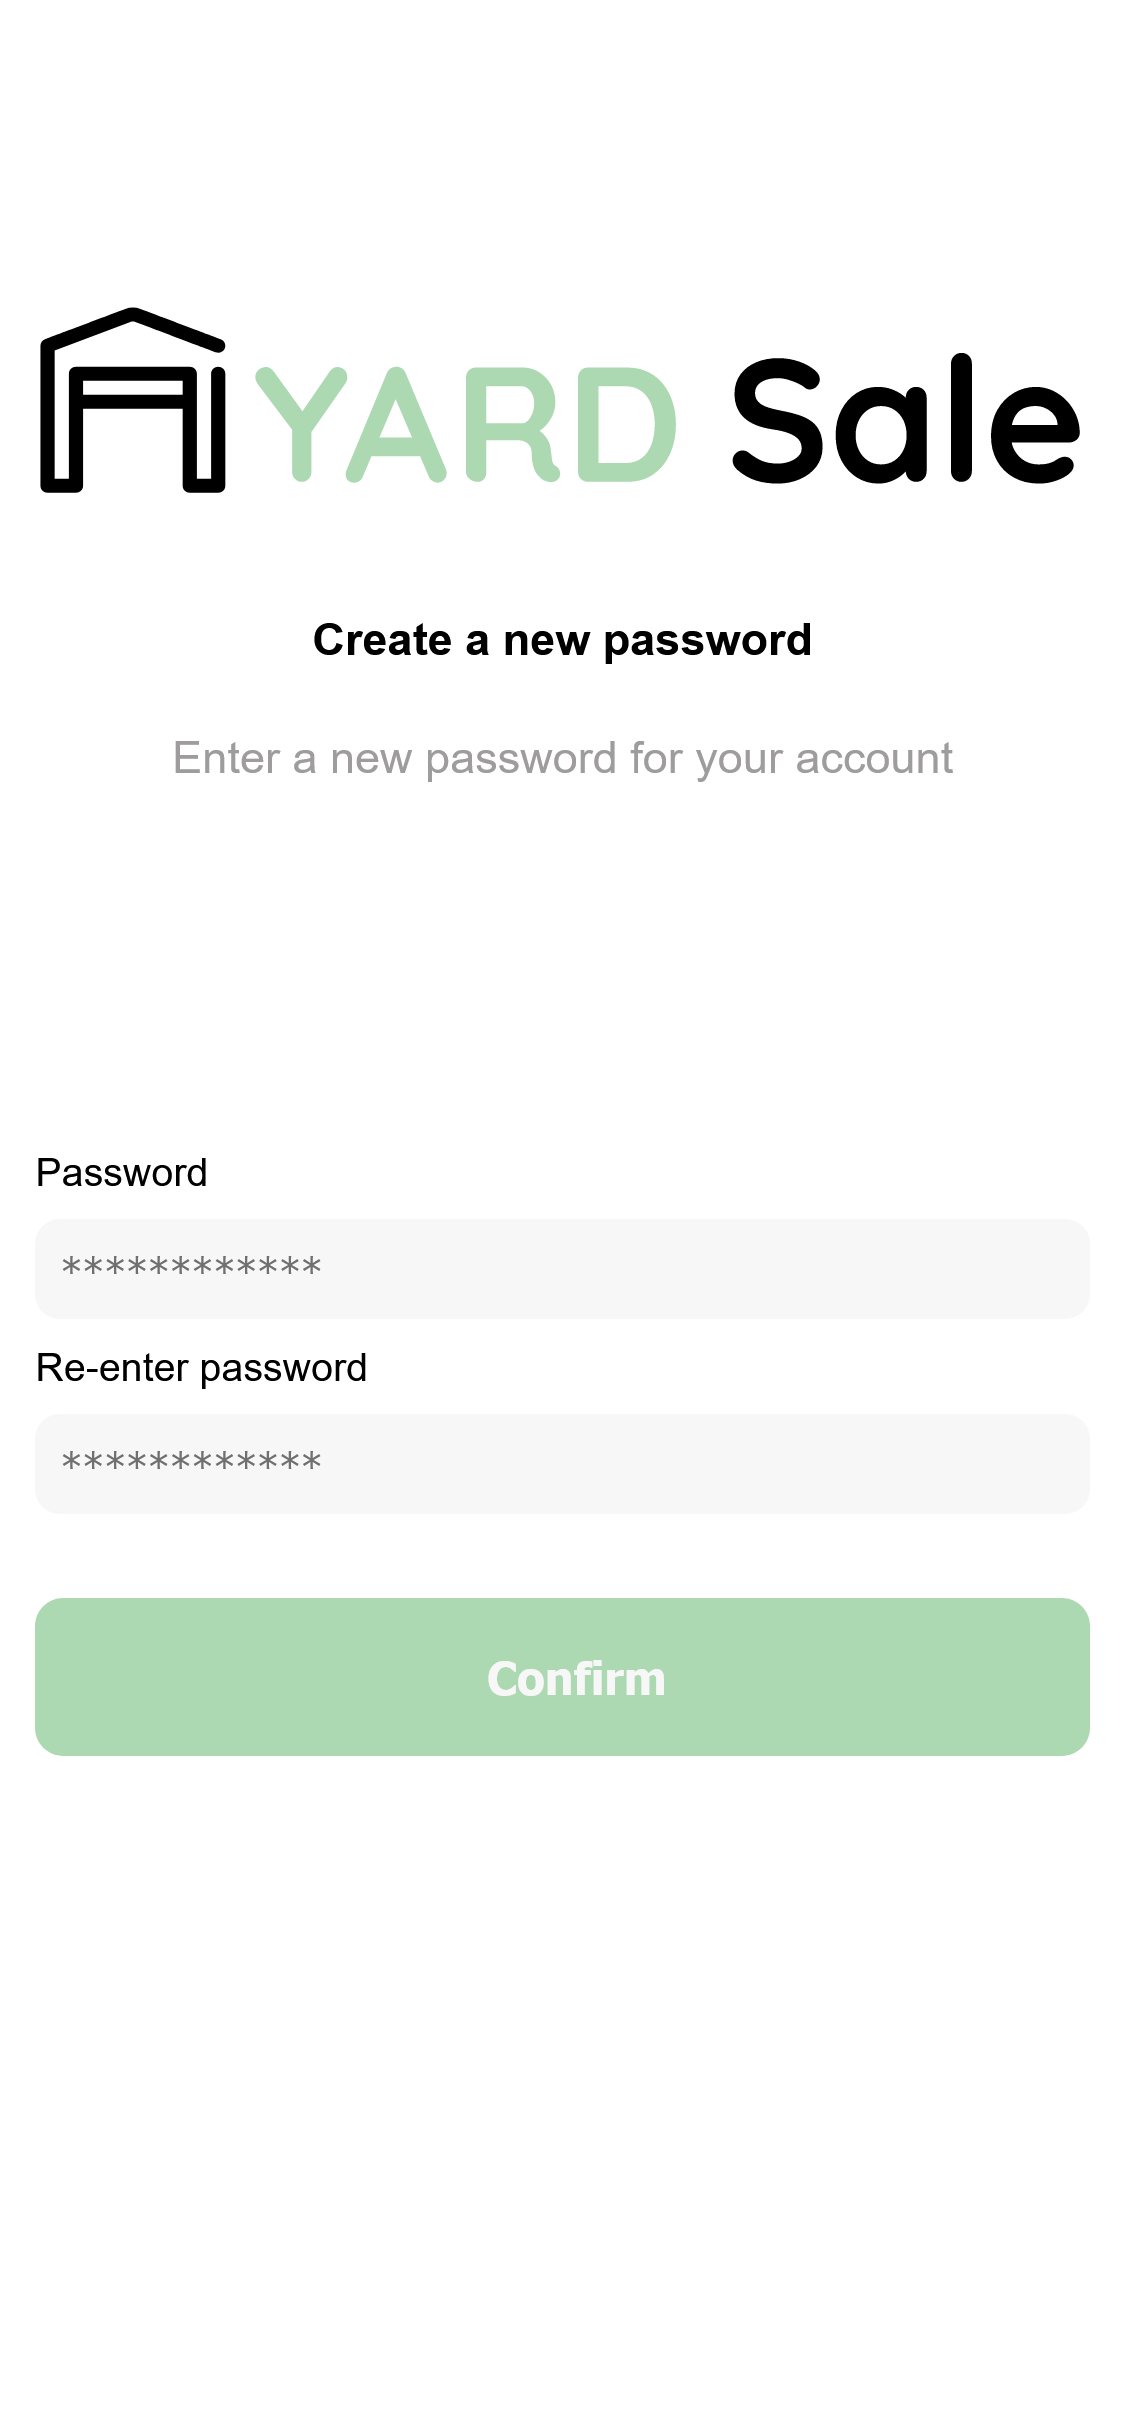 YARD Sale
Create a new password
Enter a new password for your account
Password
************
Re-enter password
************
Confirm